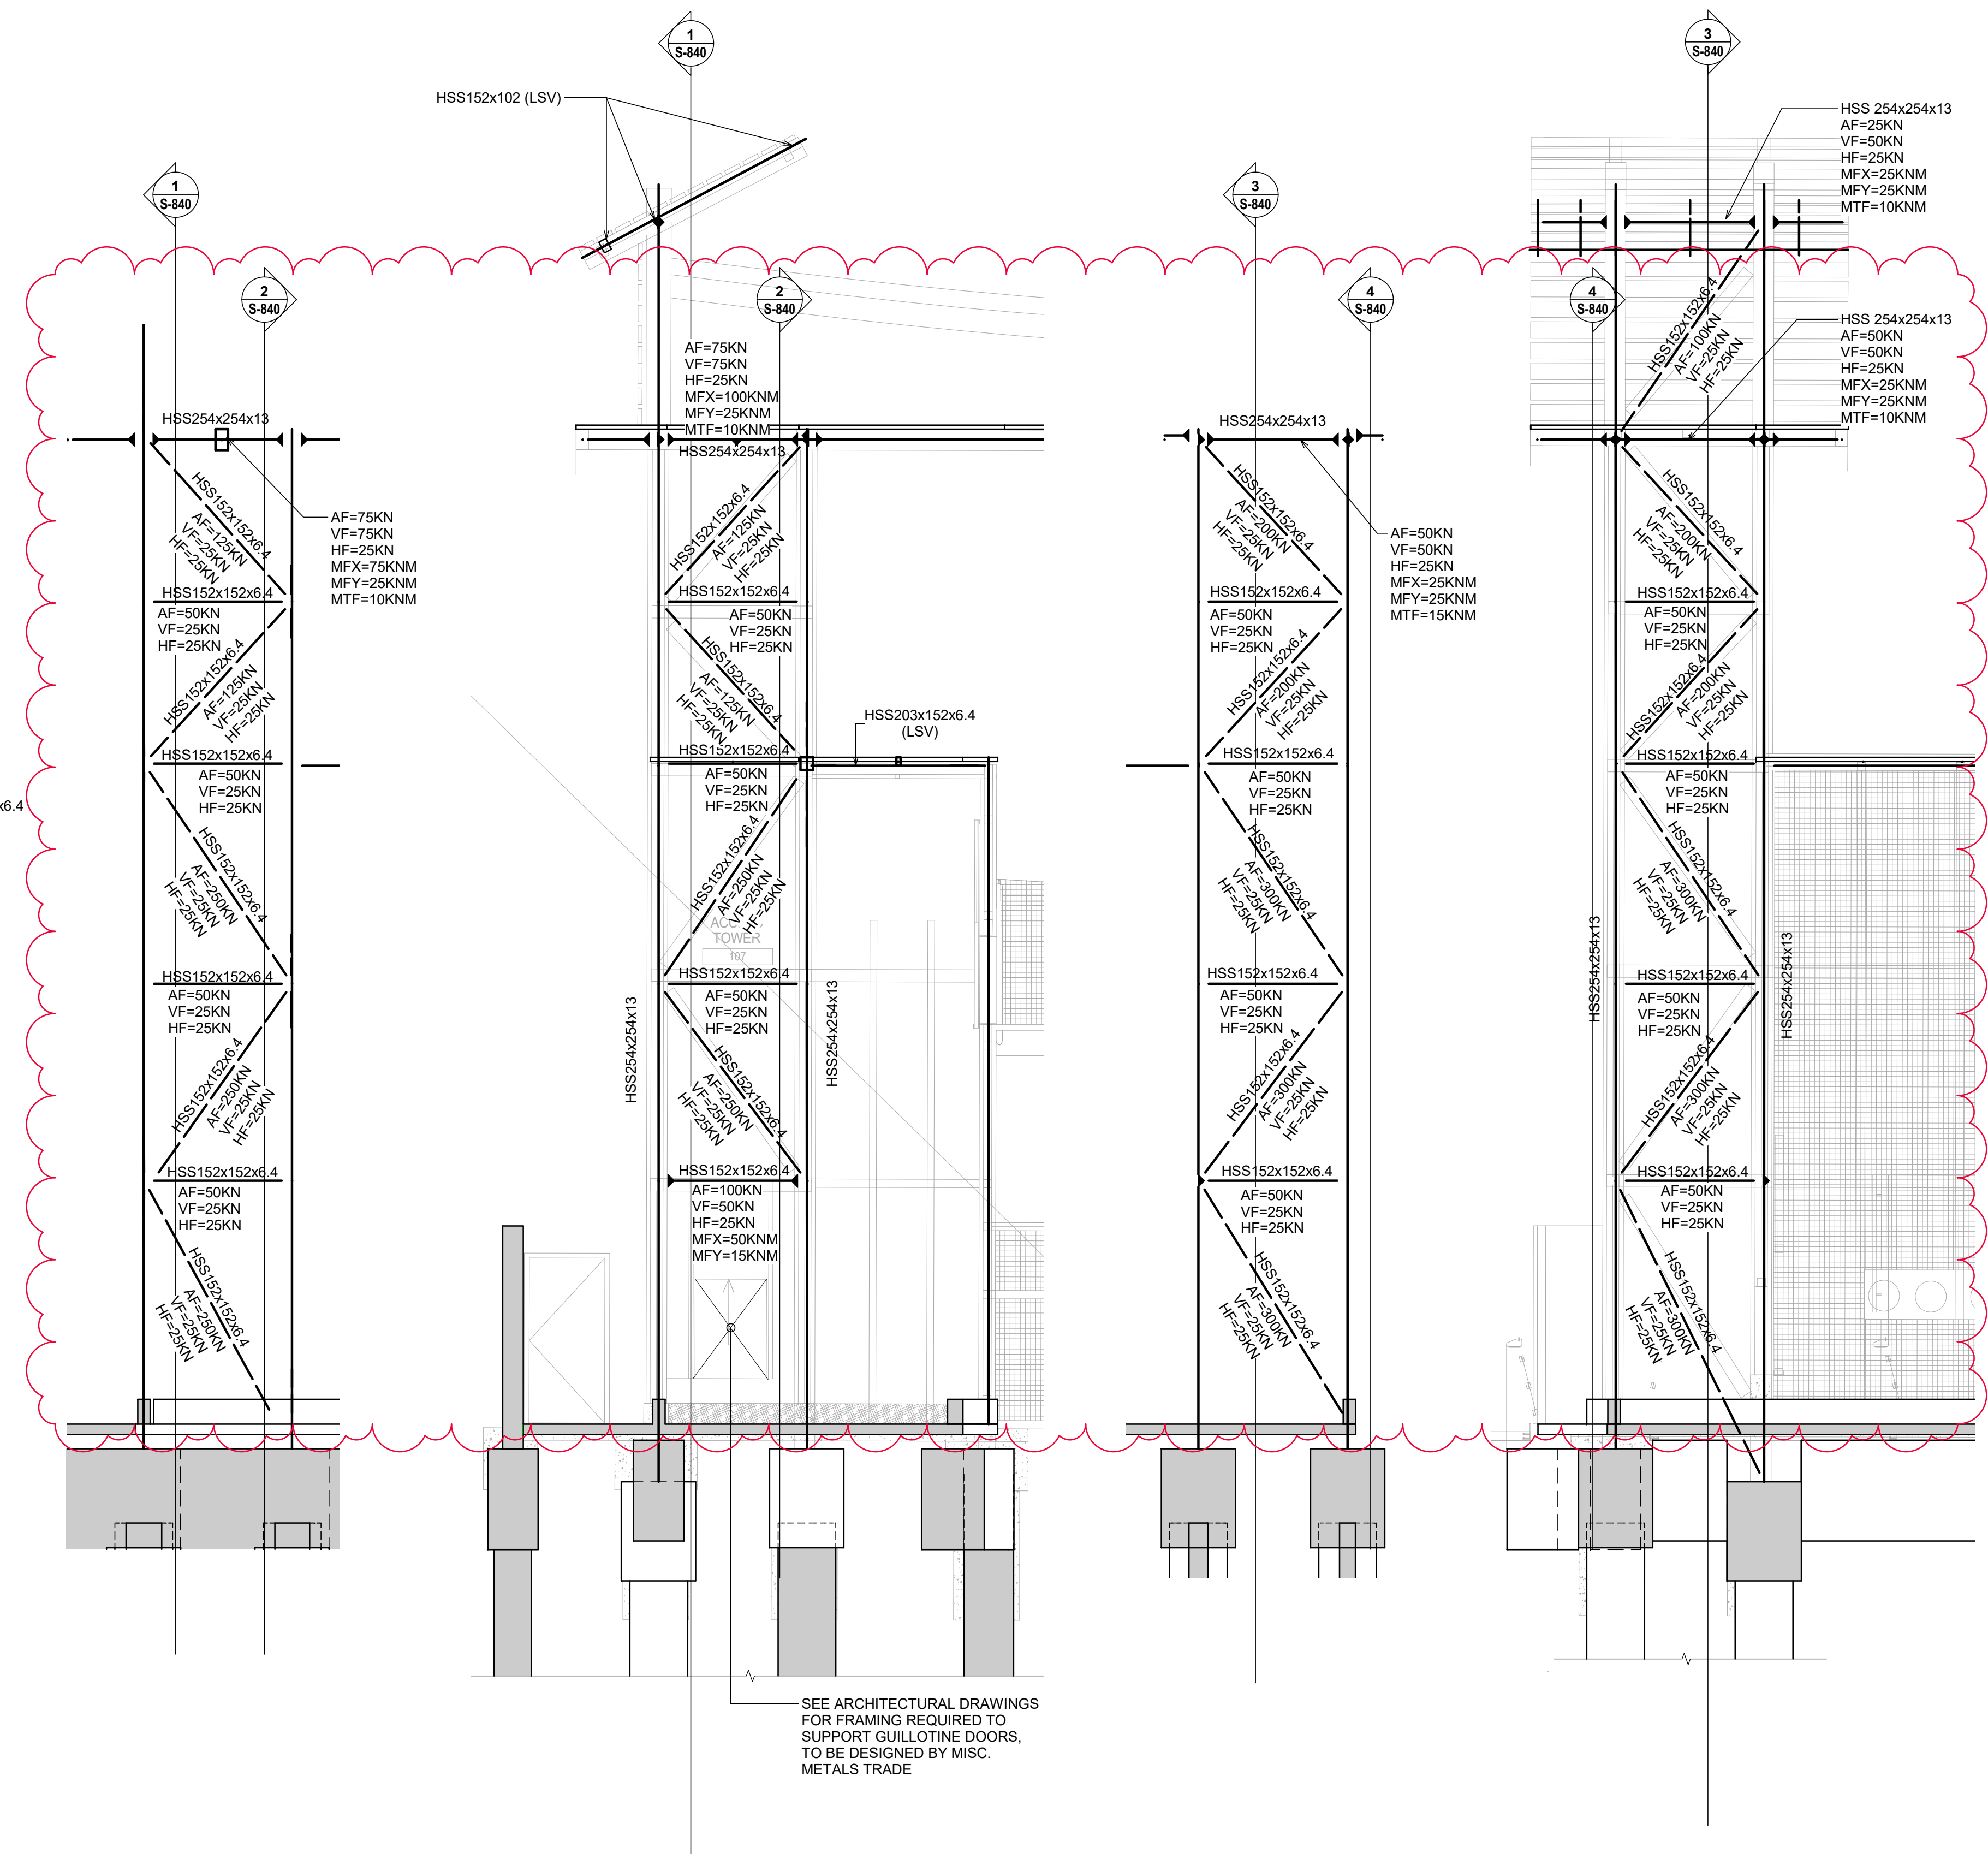 1
S-840
2
S-840
HSS254x254x13
AF=75KN
VF=75KN
HF=25KN
MFX=75KNM
MFY=25KNM
MTF=10KNM
HSS152x152x6.4
AF=125KN
VF=25KN
HF=25KN
HSS152x152x6.4
AF=50KN
VF=25KN
HF=25KN
HSS152x152x6.4
AF=125KN
VF=25KN
HF=25KN
HSS152x152x6.4
AF=50KN
VF=25KN
HF=25KN
x6.4
HSS152x152x6.4
AF=250KN
VF=25KN
HF=25KN
HSS152x152x6.4
AF=50KN
VF=25KN
HF=25KN
HSS152x152x6.4
AF=250KN
VF=25KN
HF=25KN
HSS152x152x6.4
AF=50KN
VF=25KN
HF=25KN
HSS152x152x6.4
AF=250KN
VF=25KN
HF=25KN
1
S-840
HSS152x102 (LSV)
2
S-840
AF=75KN
VF=75KN
HF=25KN
MFX=100KNM
MFY=25KNM
MTF=10KNM
HSS254x254x13
HSS152x152x6.4
AF=125KN
VF=25KN
HF=25KN
HSS152x152x6.4
AF=50KN
VF=25KN
HF=25KN
HSS152x152x6.4
AF=125KN
VF=25KN
HF=25KN
HSS203x152x6.4
(LSV)
HSS152x152x6.4
AF=50KN
VF=25KN
HF=25KN
HSS152x152x6.4
AF=250KN
VF=25KN
HF=25KN
TOWER
107
HSS152x152x6.4
AF=50KN
VF=25KN
HF=25KN
HSS254x254x13
HSS254x254x13
HSS152x152x6.4
AF=250KN
VF=25KN
HF=25KN
HSS152x152x6.4
AF=100KN
VF=50KN
HF=25KN
MFX=50KNM
MFY=15KNM
SEE ARCHITECTURAL DRAWINGS
FOR FRAMING REQUIRED TO
SUPPORT GUILLOTINE DOORS,
TO BE DESIGNED BY MISC.
METALS TRADE
3
S-840
4
S-840
HSS254x254x13
AF=50KN
VF=50KN
HF=25KN
MFX=25KNM
MFY=25KNM
MTF=15KNM
HSS152x152x6.4
AF=200KN
VF=25KN
HF=25KN
HSS152x152x6.4
AF=50KN
VF=25KN
HF=25KN
HSS152x152x6.4
AF=200KN
VF=25KN
HF=25KN
HSS152x152x6.4
AF=50KN
VF=25KN
HF=25KN
HSS152x152x6.4
AF=300KN
VF=25KN
HF=25KN
HSS152x152x6.4
AF=50KN
VF=25KN
HF=25KN
HSS152x152x6.4
AF=300KN
VF=25KN
HF=25KN
HSS152x152x6.4
AF=50KN
VF=25KN
HF=25KN
HSS152x152x6.4
AF=300KN
VF=25KN
HF=25KN
3
S-840
HSS 254x254x13
AF=25KN
VF=50KN
HF=25KN
MFX=25KNM
MFY=25KNM
MTF=10KNM
4
S-840
HSS152x152x6.4
AF=100KN
VF=25KN
HF=25KN
HSS 254x254x13
AF=50KN
VF=50KN
HF=25KN
MFX=25KNM
MFY=25KNM
MTF=10KNM
HSS152x152x6.4
AF=200KN
VF=25KN
HF=25KN
HSS152x152x6.4
AF=50KN
VF=25KN
HF=25KN
HSS152x152x6.4
AF=200KN
VF=25KN
HF=25KN
HSS152x152x6.4
AF=50KN
VF=25KN
HF=25KN
HSS152x152x6.4
AF=300KN
VF=25KN
HF=25KN
HSS254x254x13
HSS254x254x13
HSS152x152x6.4
AF=50KN
VF=25KN
HF=25KN
HSS152x152x6.4
AF=300KN
VF=25KN
HF=25KN
HSS152x152x6.4
AF=50KN
VF=25KN
HF=25KN
HSS152x152x6.4
AF=300KN
VF=25KN
HF=25KN